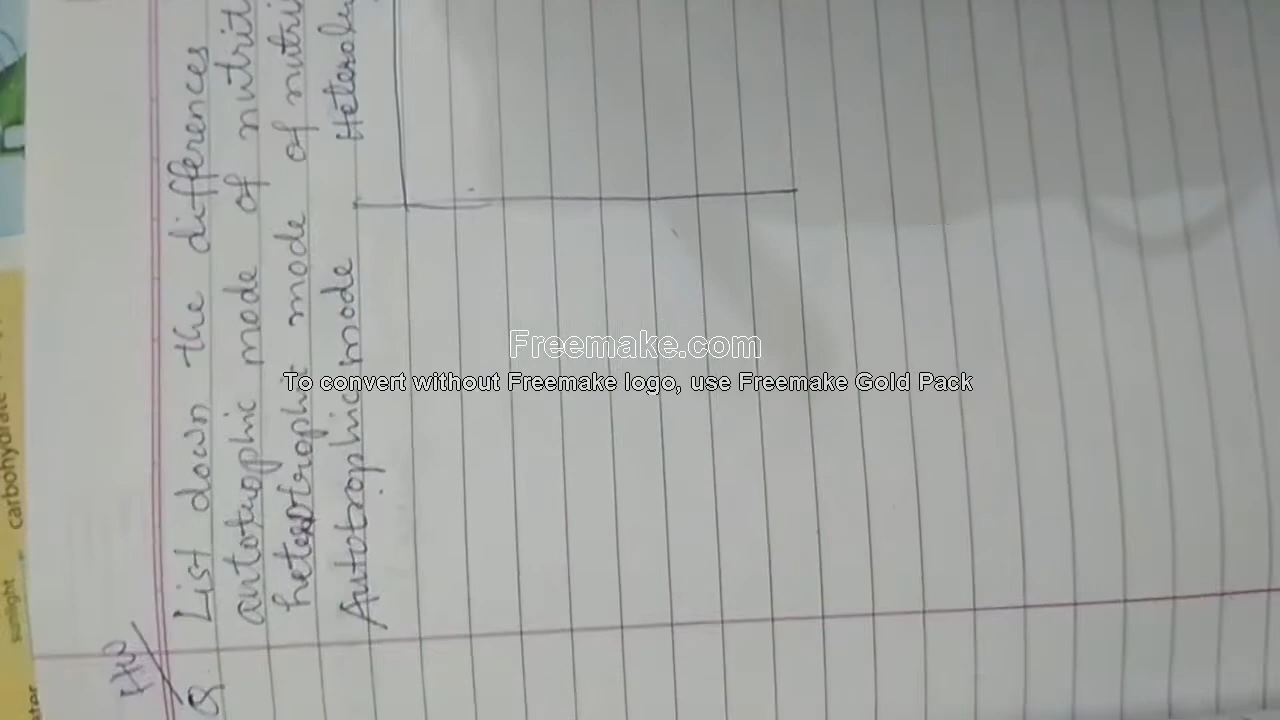 HW
Q. List down the differences
autotrophic mode of nutrit
heterotrophic mode of nutri
Autotrophic mode Heterotr
carbohydrate
sunlight
Freemake.com
To convert without Freemake logo, use Freemake Gold Pack